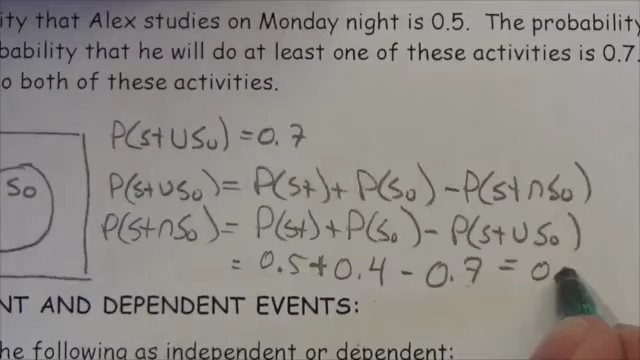 ity that Alex studies on Monday night is 0.5. The probability
bability that he will do at least one of these activities is 0.7.
o both of these activities.
P(St∪So) = 0.7
So P(St∪So) = P(St) + P(So) - P(St∩So)
P(St∩So) = P(St) + P(So) - P(St∪So)
= 0.5 + 0.4 - 0.7 = 0.
NT AND DEPENDENT EVENTS:
he following as independent or dependent: